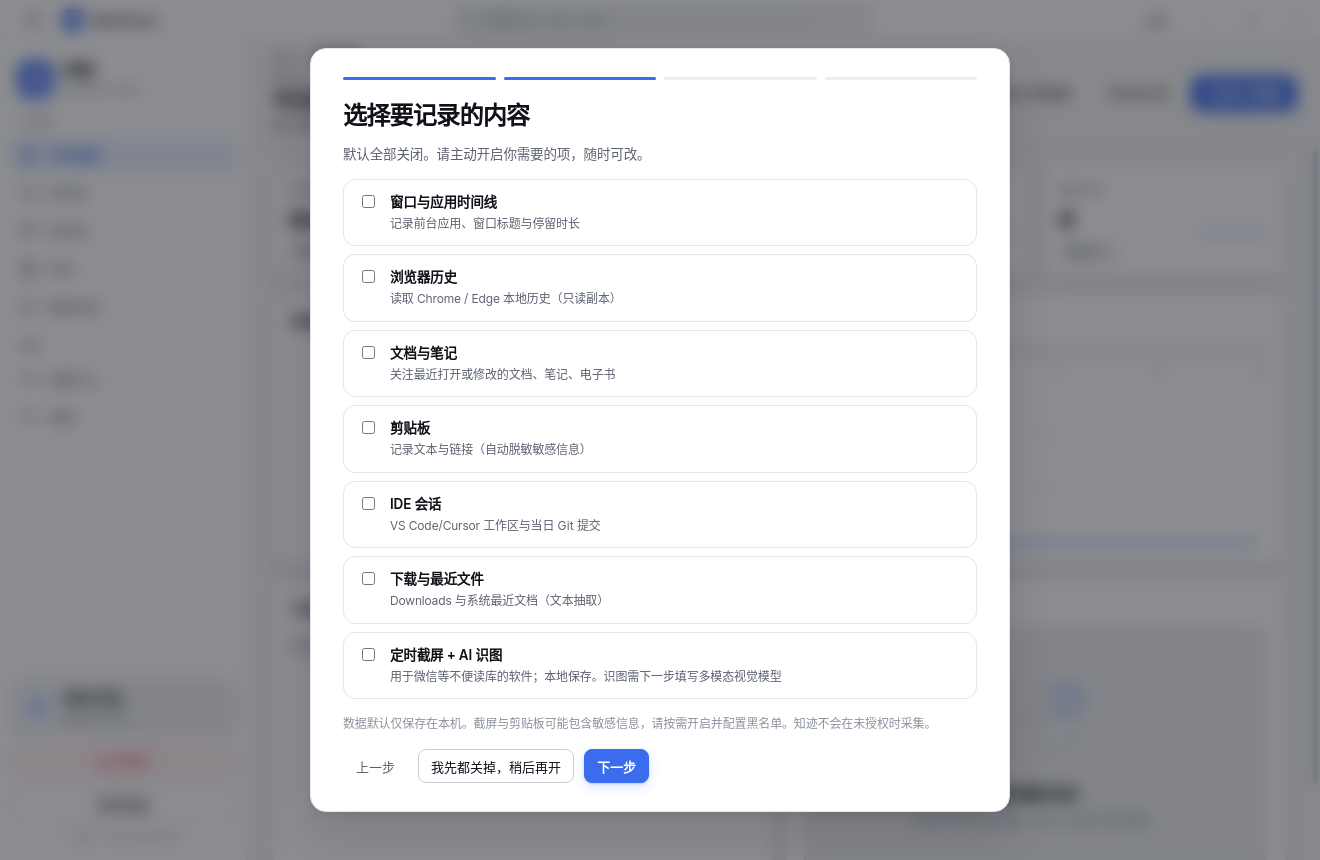 选择要记录的内容
默认全部关闭。请主动开启你需要的项，随时可改。
窗口与应用时间线
记录前台应用、窗口标题与停留时长
浏览器历史
读取 Chrome / Edge 本地历史（只读副本）
文档与笔记
关注最近打开或修改的文档、笔记、电子书
剪贴板
记录文本与链接（自动脱敏敏感信息）
IDE 会话
VS Code/Cursor 工作区与当日 Git 提交
下载与最近文件
Downloads 与系统最近文档（文本抽取）
定时截屏 + AI 识图
用于微信等不便读库的软件；本地保存。识图需下一步填写多模态视觉模型
数据默认仅保存在本机。截屏与剪贴板可能包含敏感信息，请按需开启并配置黑名单。知迹不会在未授权时采集。
上一步
我先都关掉，稍后再开
下一步